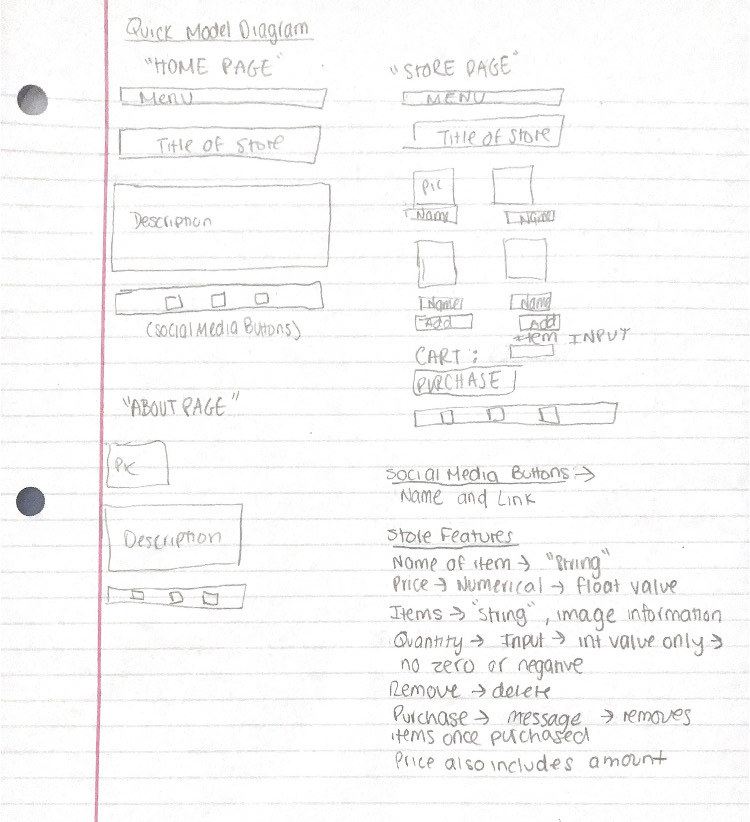 Quick Model Diagram
"HOME PAGE"
Menu
Title of Store
Description
(Social Media Buttons)
"STORE PAGE"
MENU
Title of Store
Pic
Name
Name
Name
Name
Add
Add
item INPUT
CART:
PURCHASE
"ABOUT PAGE"
Pic
Description
Social Media Buttons →
Name and Link
Store Features
Name of item → "String"
Price → Numerical → float value
Items → "string", image information
Quantity → Input → int value only →
no zero or negative
Remove → delete
Purchase → message → removes
items once purchased
Price also includes amount